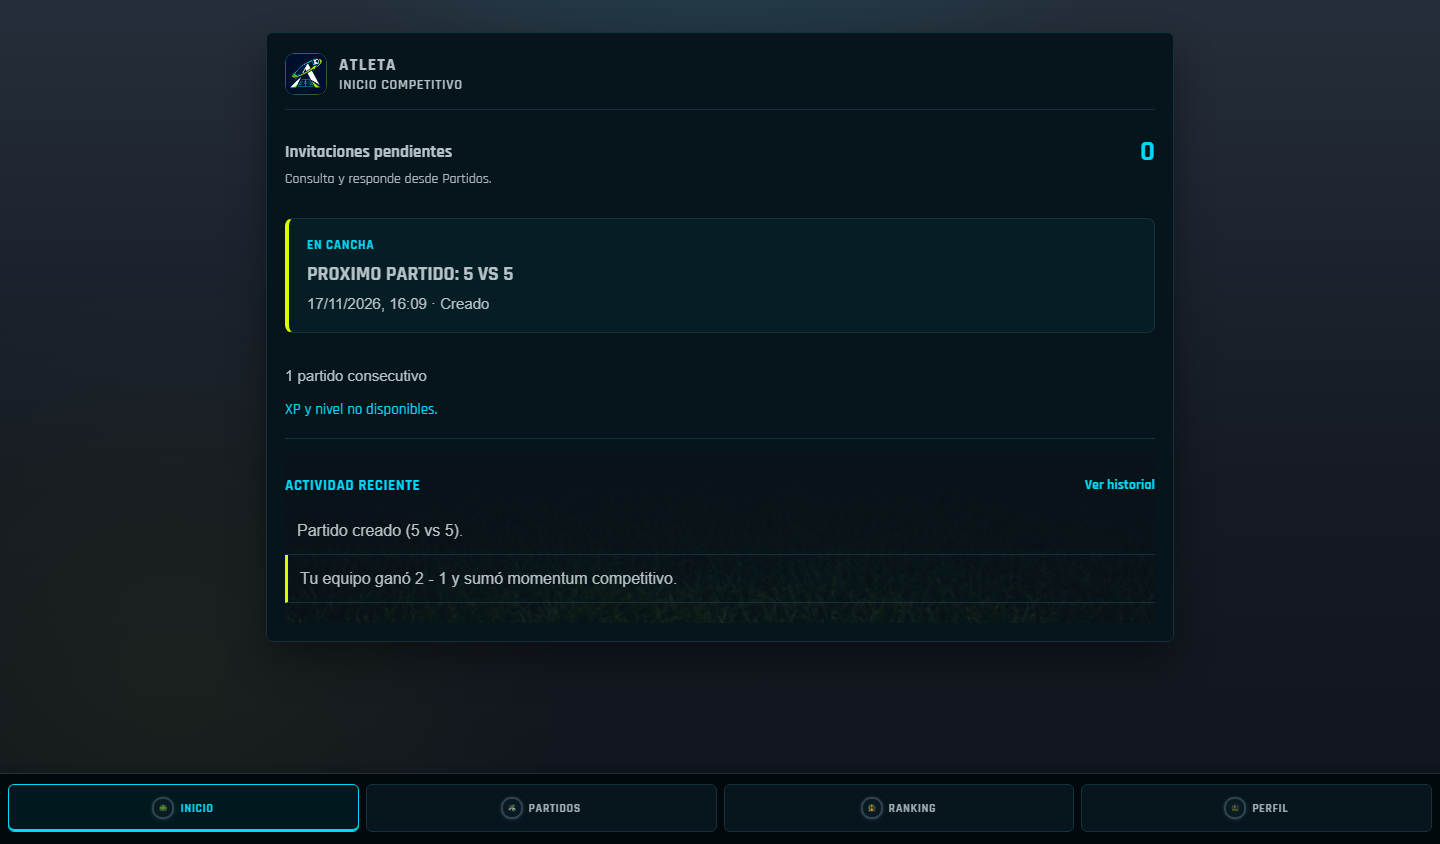 ATLETA
INICIO COMPETITIVO
Invitaciones pendientes
0
Consulta y responde desde Partidos.
EN CANCHA
PROXIMO PARTIDO: 5 VS 5
17/11/2026, 16:09 · Creado
1 partido consecutivo
XP y nivel no disponibles.
ACTIVIDAD RECIENTE
Ver historial
Partido creado (5 vs 5).
Tu equipo ganó 2 - 1 y sumó momentum competitivo.
INICIO
PARTIDOS
RANKING
PERFIL